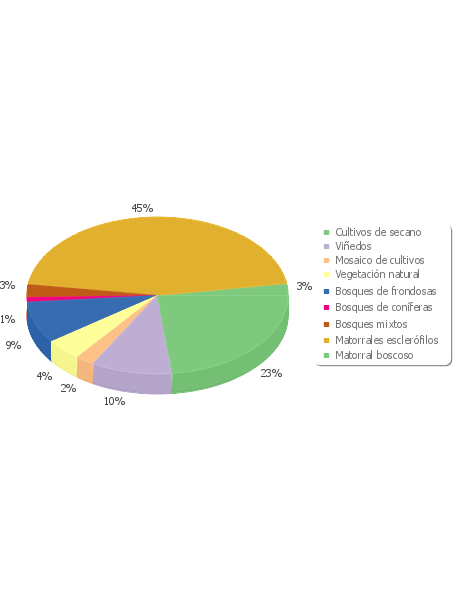 45%
3%
3%
1%
9%
4%
2%
10%
23%
Cultivos de secano
Viñedos
Mosaico de cultivos
Vegetación natural
Bosques de frondosas
Bosques de coníferas
Bosques mixtos
Matorrales esclerófilos
Matorral boscoso